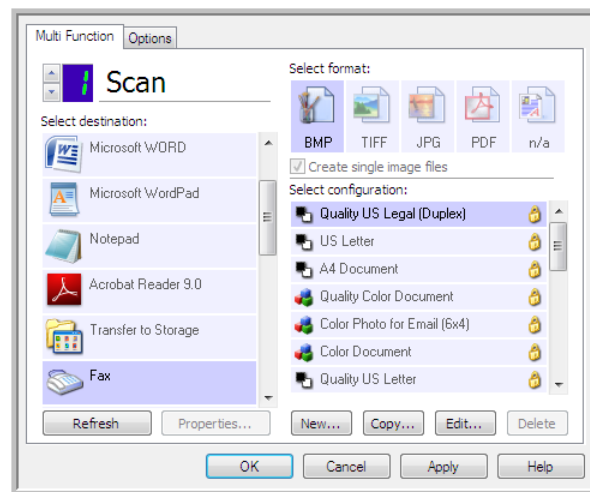 Multi Function
Options
1 Scan
Select destination:
Microsoft WORD
Microsoft WordPad
Notepad
Acrobat Reader 9.0
Transfer to Storage
Fax
Refresh
Properties...
Select format:
BMP TIFF JPG PDF n/a
Create single image files
Select configuration:
Quality US Legal (Duplex)
US Letter
A4 Document
Quality Color Document
Color Photo for Email (6x4)
Color Document
Quality US Letter
New... Copy... Edit... Delete
OK Cancel Apply Help